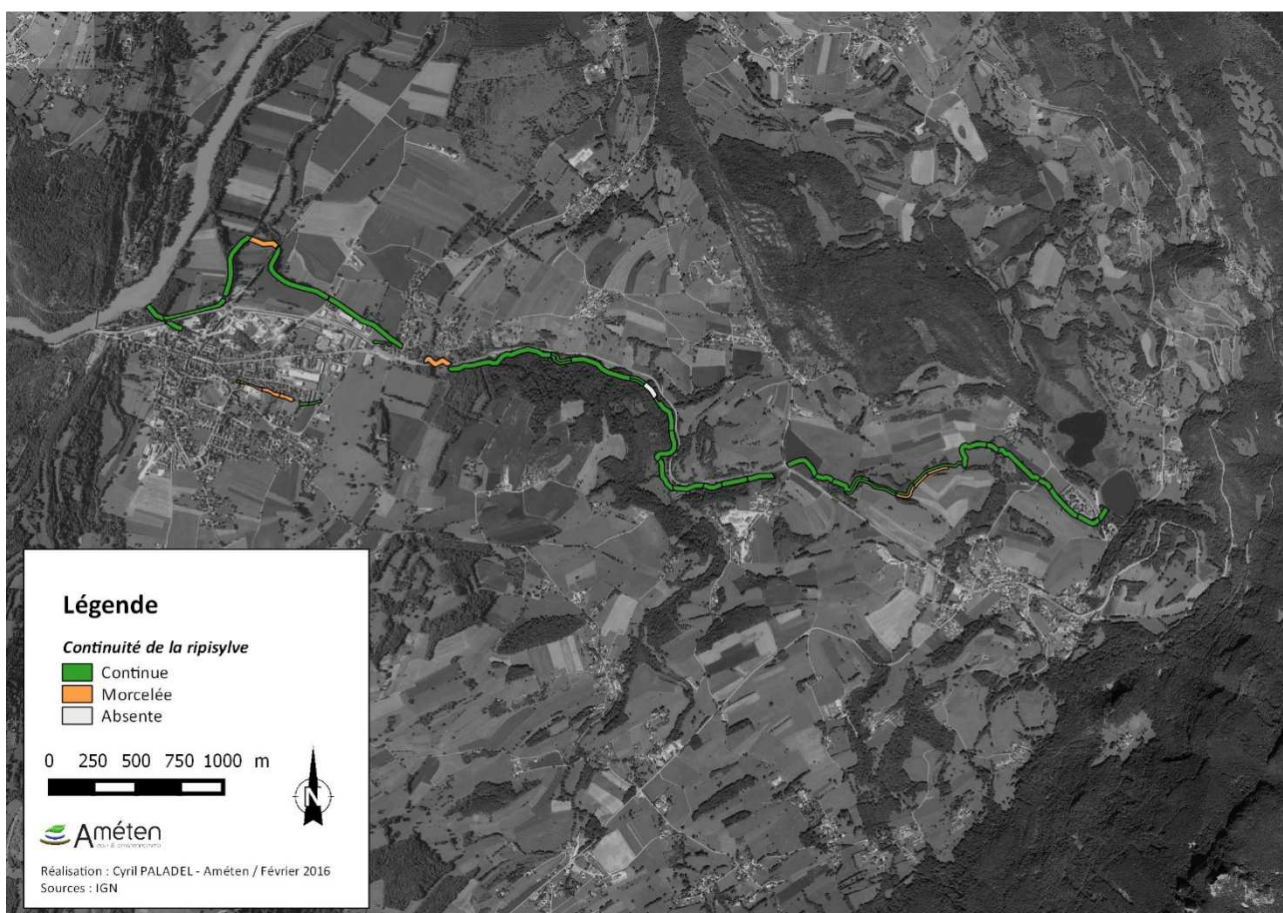 Légende
Continuité de la ripisylve
Continue
Morcelée
Absente
0 250 500 750 1000 m
N
Améten
Réalisation : Cyril PALADEL - Améten / Février 2016
Sources : IGN